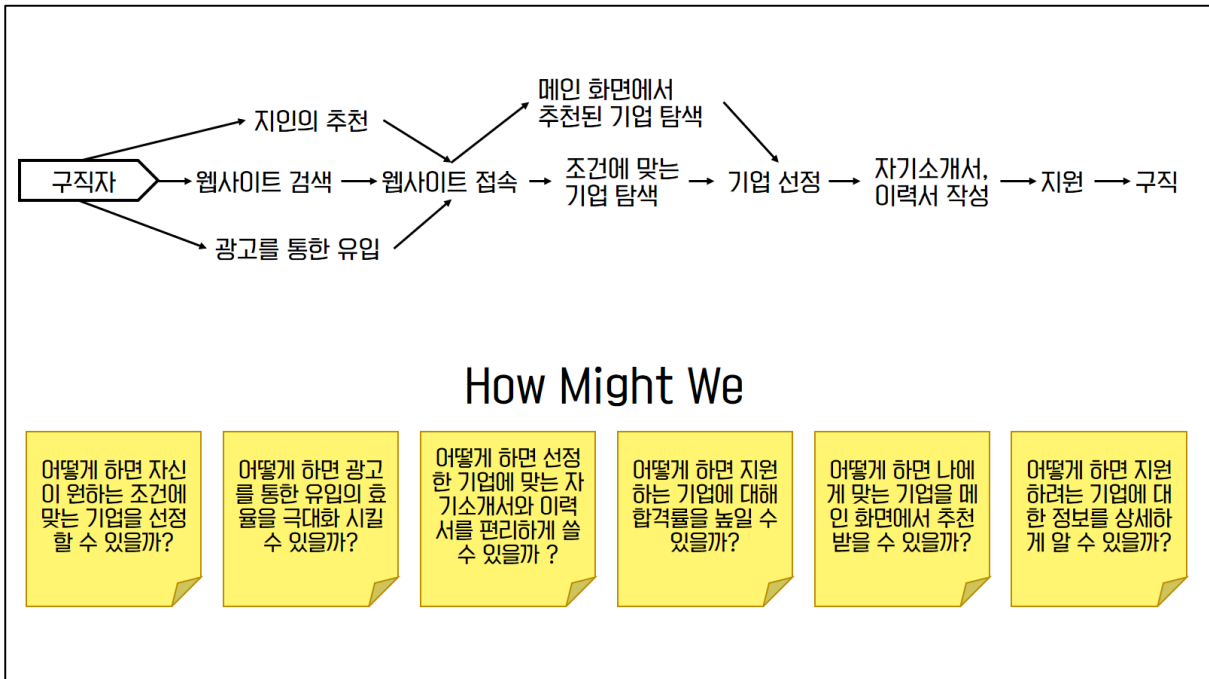 메인 화면에서
추천된 기업 탐색
지인의 추천
구직자
웹사이트 검색
웹사이트 접속
조건에 맞는
기업 탐색
기업 선정
자기소개서,
이력서 작성
지원
구직
광고를 통한 유입
How Might We
어떻게 하면 자신
이 원하는 조건에
맞는 기업을 선정
할 수 있을까?
어떻게 하면 광고
를 통한 유입의 효
율을 극대화 시킬
수 있을까?
어떻게 하면 선정
한 기업에 맞는 자
기소개서와 이력
서를 편리하게 쓸
수 있을까 ?
어떻게 하면 지원
하는 기업에 대해
합격률을 높일 수
있을까?
어떻게 하면 나에
게 맞는 기업을 메
인 화면에서 추천
받을 수 있을까?
어떻게 하면 지원
하려는 기업에 대
한 정보를 상세하
게 알 수 있을까?